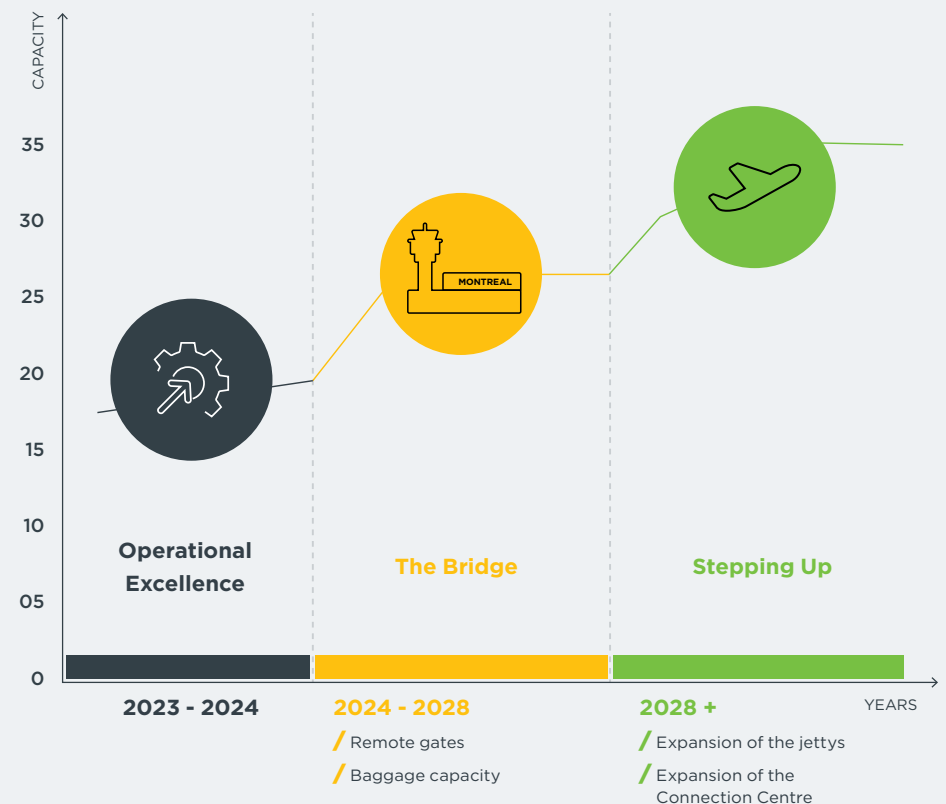 CAPACITY
35
30
25
20
15
10
05
0
MONTREAL
Operational
Excellence
The Bridge
Stepping Up
2023 - 2024
2024 - 2028
Remote gates
Baggage capacity
2028 +
Expansion of the jettys
Expansion of the
Connection Centre
YEARS